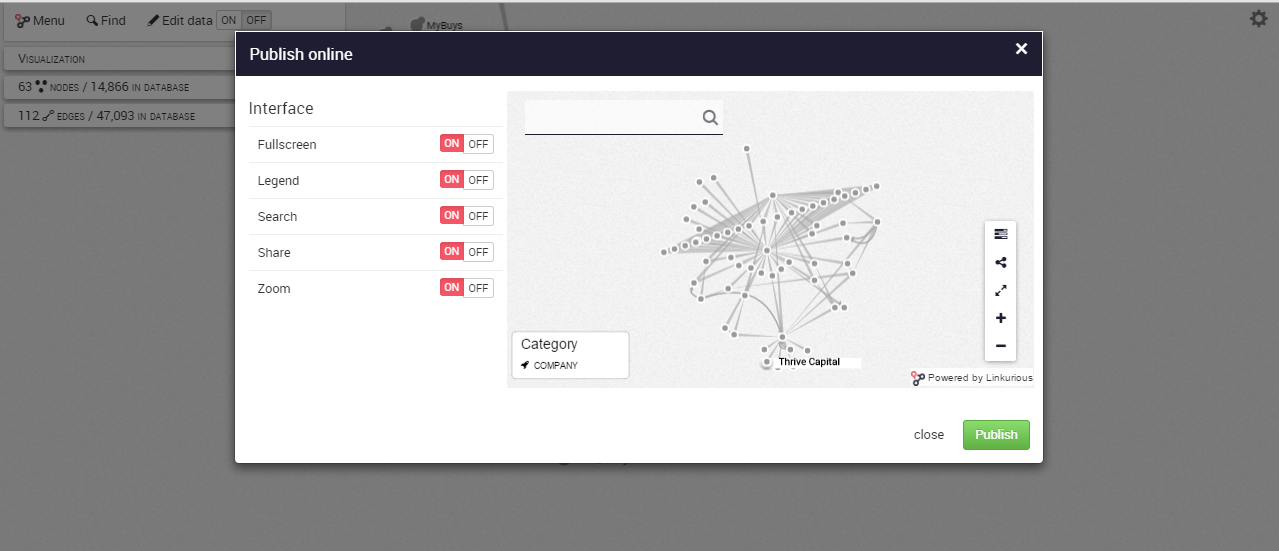 Menu Find Edit data ON OFF
MyBuys
VISUALIZATION
63 NODES / 14,866 IN DATABASE
112 EDGES / 47,093 IN DATABASE
Publish online
Interface
Fullscreen ON OFF
Legend ON OFF
Search ON OFF
Share ON OFF
Zoom ON OFF
Category
COMPANY
Thrive Capital
Powered by Linkurious
close Publish